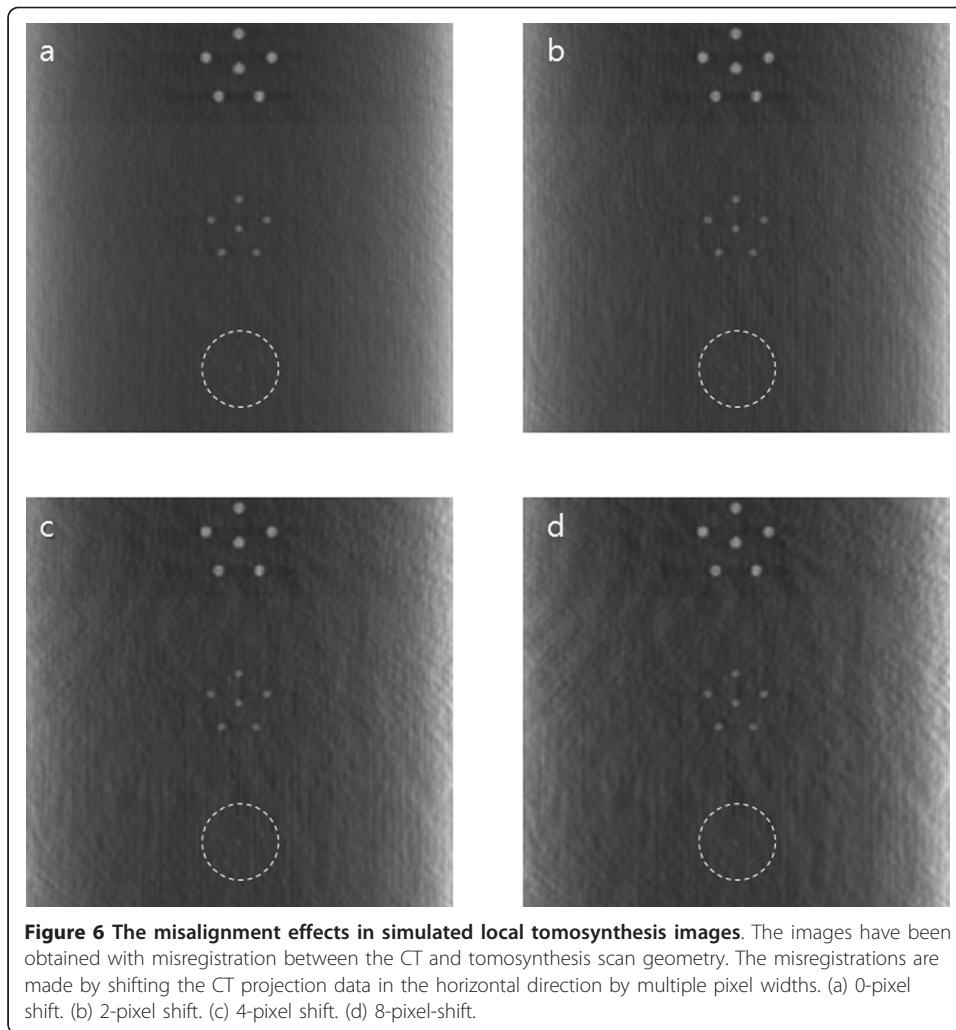 a
b
c
d
Figure 6 The misalignment effects in simulated local tomosynthesis images. The images have been
obtained with misregistration between the CT and tomosynthesis scan geometry. The misregistrations are
made by shifting the CT projection data in the horizontal direction by multiple pixel widths. (a) 0-pixel
shift. (b) 2-pixel shift. (c) 4-pixel shift. (d) 8-pixel-shift.